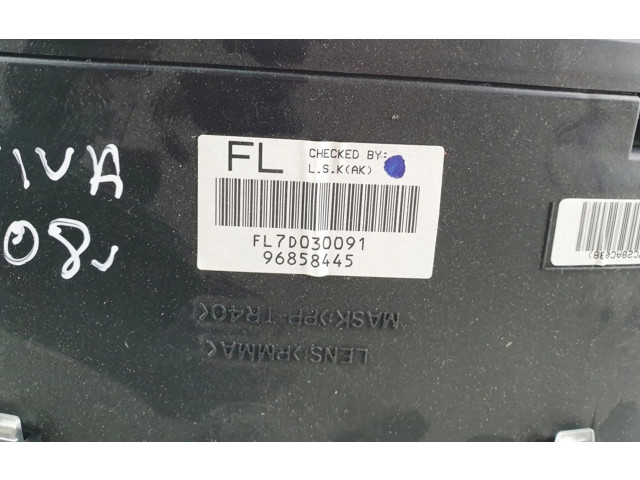 IVA
08
FL
CHECKED BY:
L.S.K(AK)
FL7D030091
96858445
MASK>PP-TR40<
LENS>PMMA<